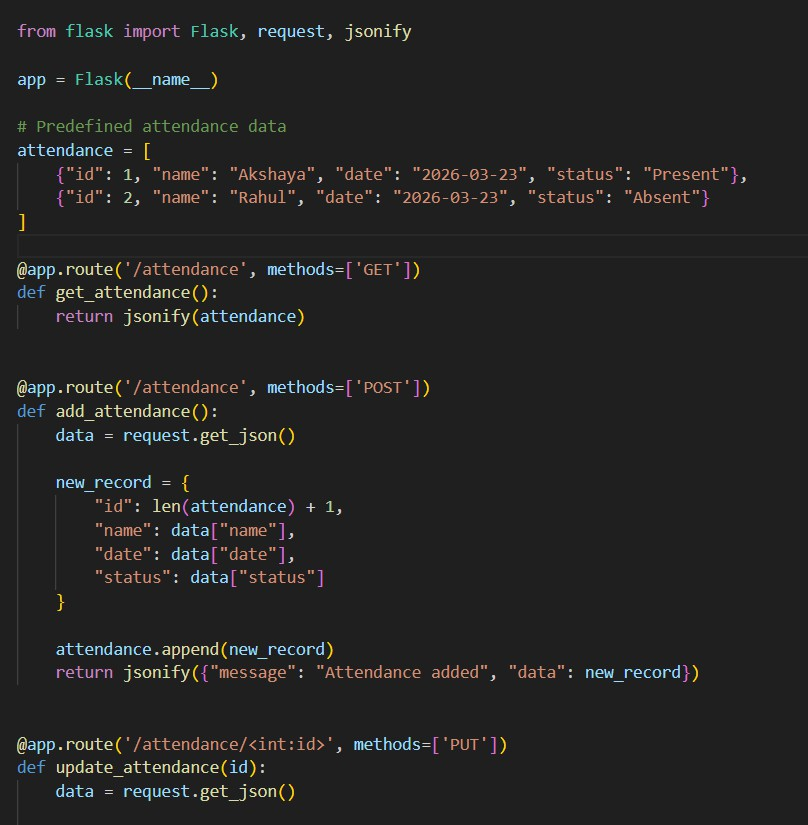 from flask import Flask, request, jsonify
app = Flask(__name__)
# Predefined attendance data
attendance = [
    {"id": 1, "name": "Akshaya", "date": "2026-03-23", "status": "Present"},
    {"id": 2, "name": "Rahul", "date": "2026-03-23", "status": "Absent"}
]
@app.route('/attendance', methods=['GET'])
def get_attendance():
    return jsonify(attendance)
@app.route('/attendance', methods=['POST'])
def add_attendance():
    data = request.get_json()
    new_record = {
        "id": len(attendance) + 1,
        "name": data["name"],
        "date": data["date"],
        "status": data["status"]
    }
    attendance.append(new_record)
    return jsonify({"message": "Attendance added", "data": new_record})
@app.route('/attendance/<int:id>', methods=['PUT'])
def update_attendance(id):
    data = request.get_json()